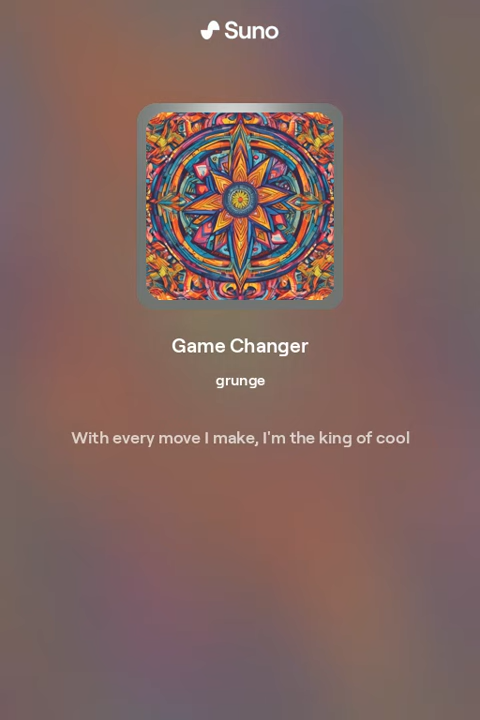 Suno
Game Changer
grunge
With every move I make, I'm the king of cool